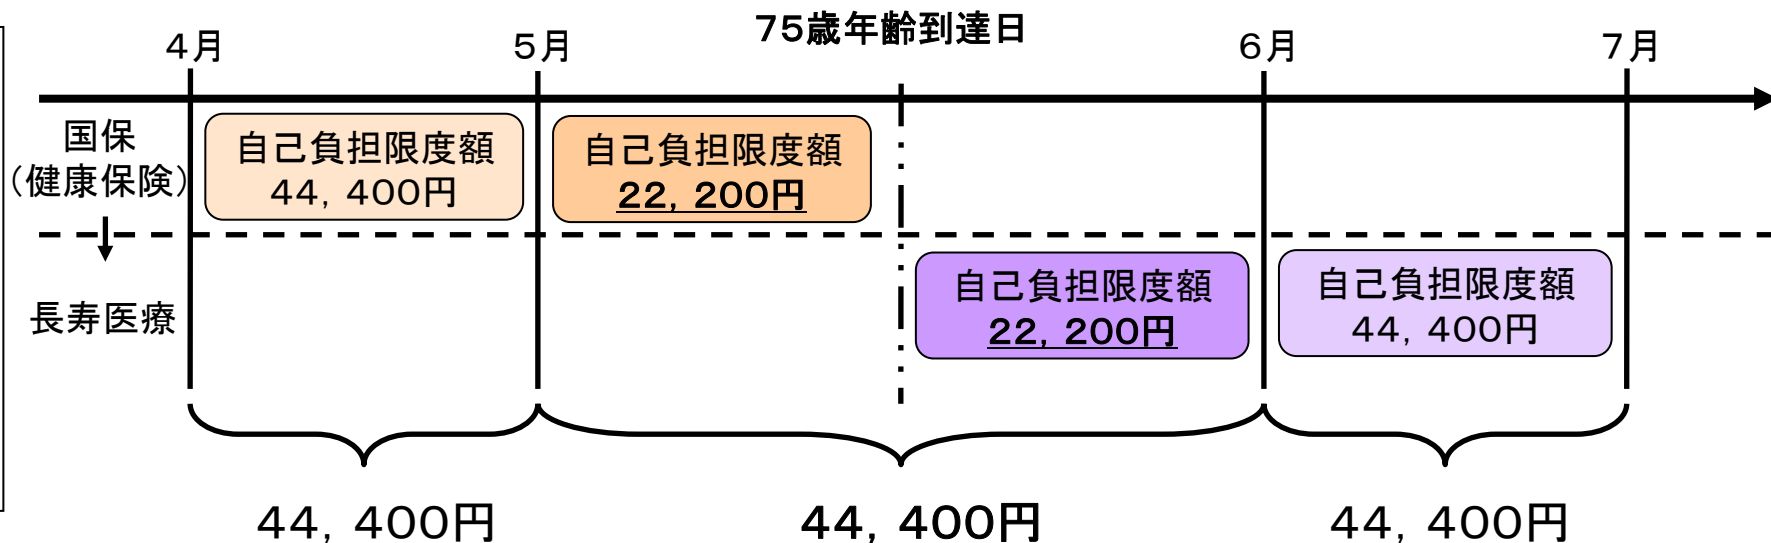 75歳年齢到達日
4月
5月
6月
7月
国保
(健康保険)
長寿医療
自己負担限度額
44,400円
自己負担限度額
22,200円
自己負担限度額
22,200円
自己負担限度額
44,400円
44,400円
44,400円
44,400円